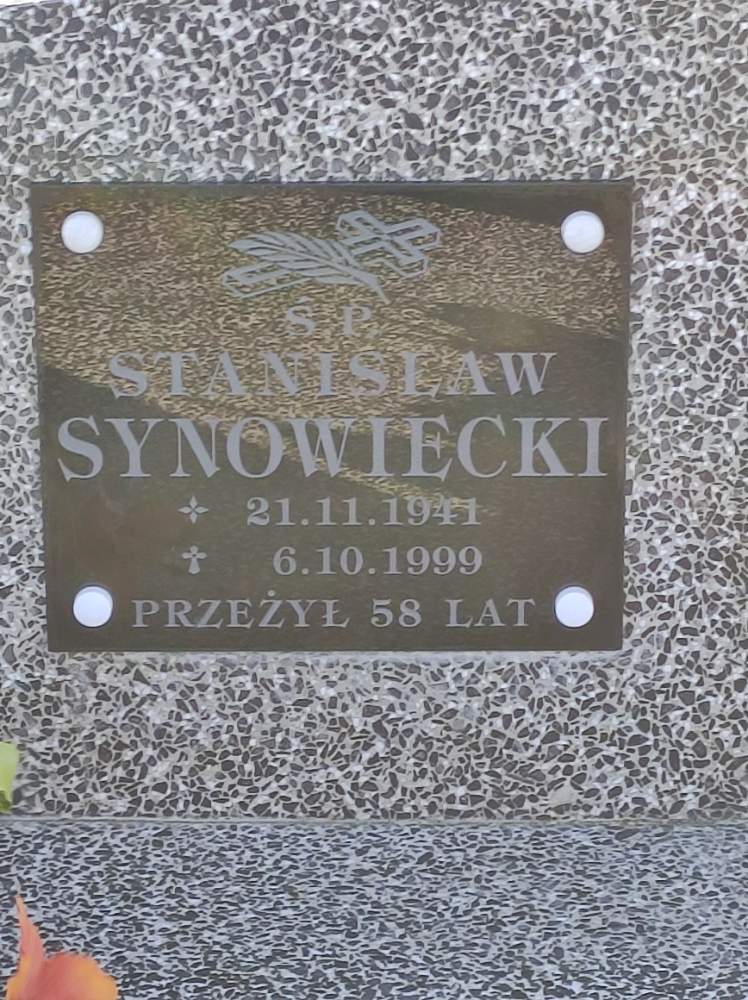 Ś P
STANISŁAW
SYNOWIECKI
21.11.1941
6.10.1999
PRZEŻYŁ 58 LAT